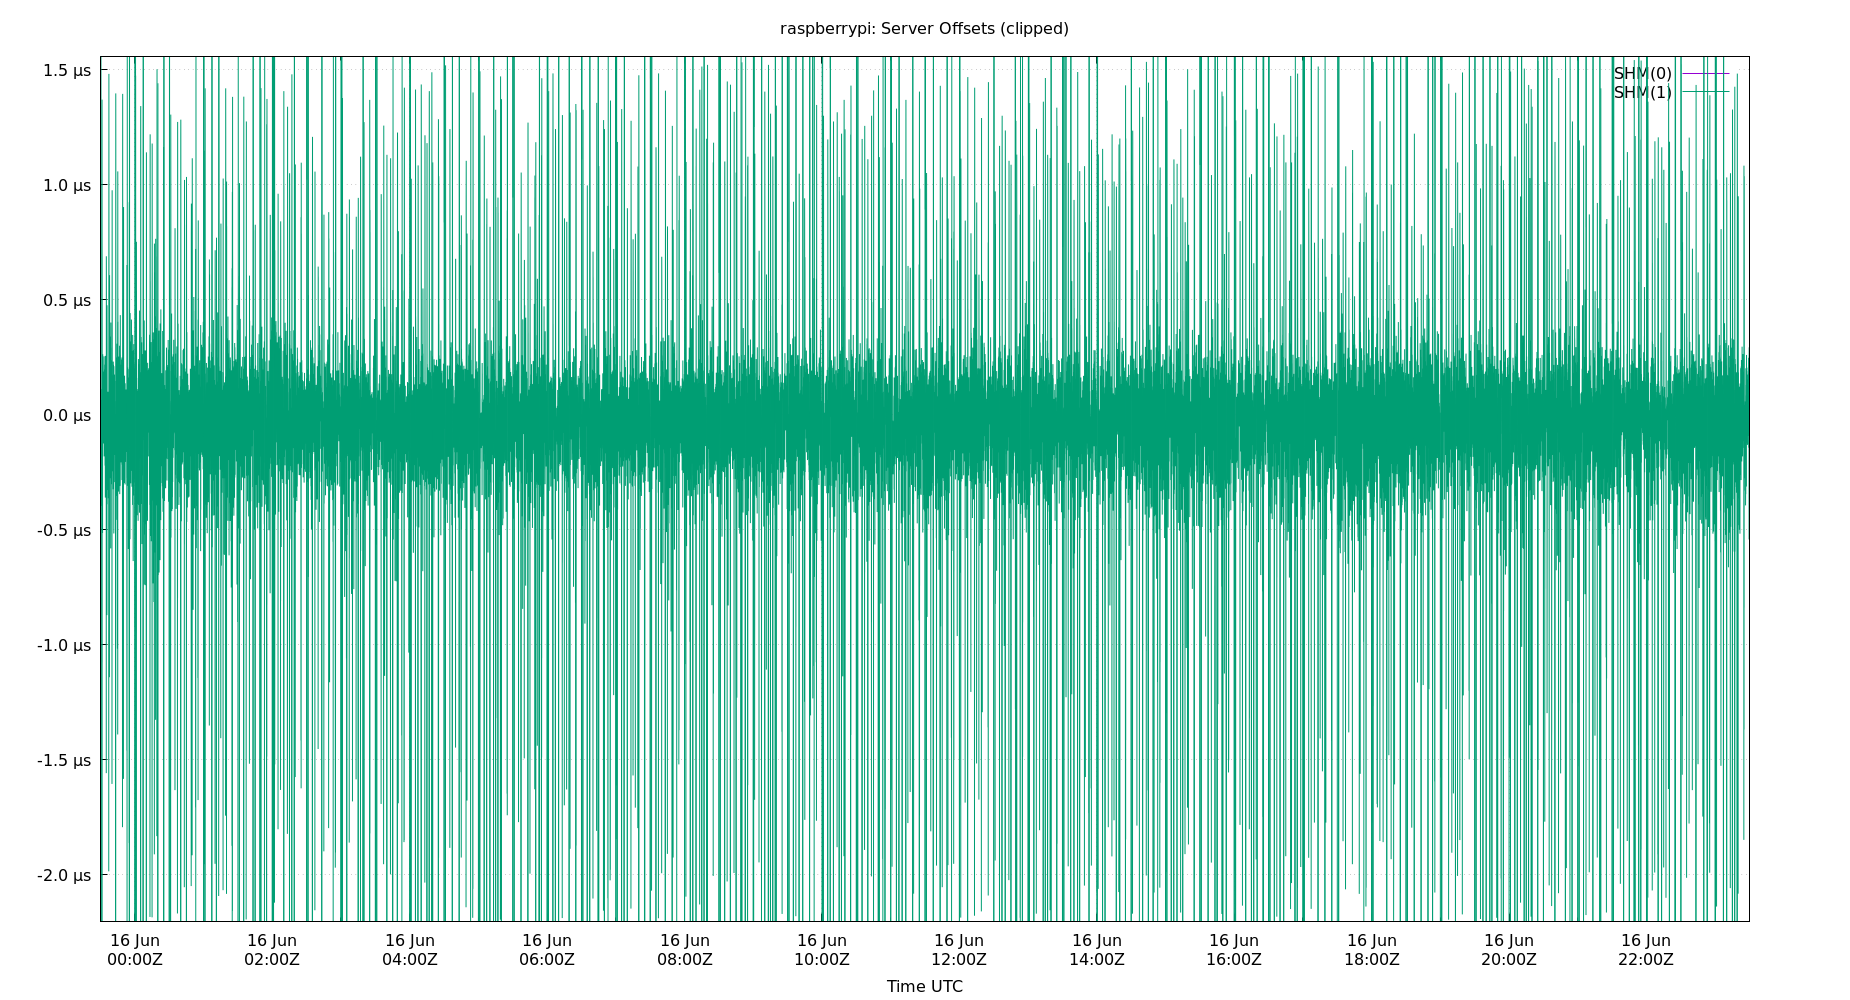 raspberrypi: Server Offsets (clipped)
1.5 µs
1.0 µs
0.5 µs
0.0 µs
-0.5 µs
-1.0 µs
-1.5 µs
-2.0 µs
SHM(0)
SHM(1)
16 Jun 16 Jun 16 Jun 16 Jun 16 Jun 16 Jun 16 Jun 16 Jun 16 Jun 16 Jun 16 Jun 16 Jun
00:00Z 02:00Z 04:00Z 06:00Z 08:00Z 10:00Z 12:00Z 14:00Z 16:00Z 18:00Z 20:00Z 22:00Z
Time UTC